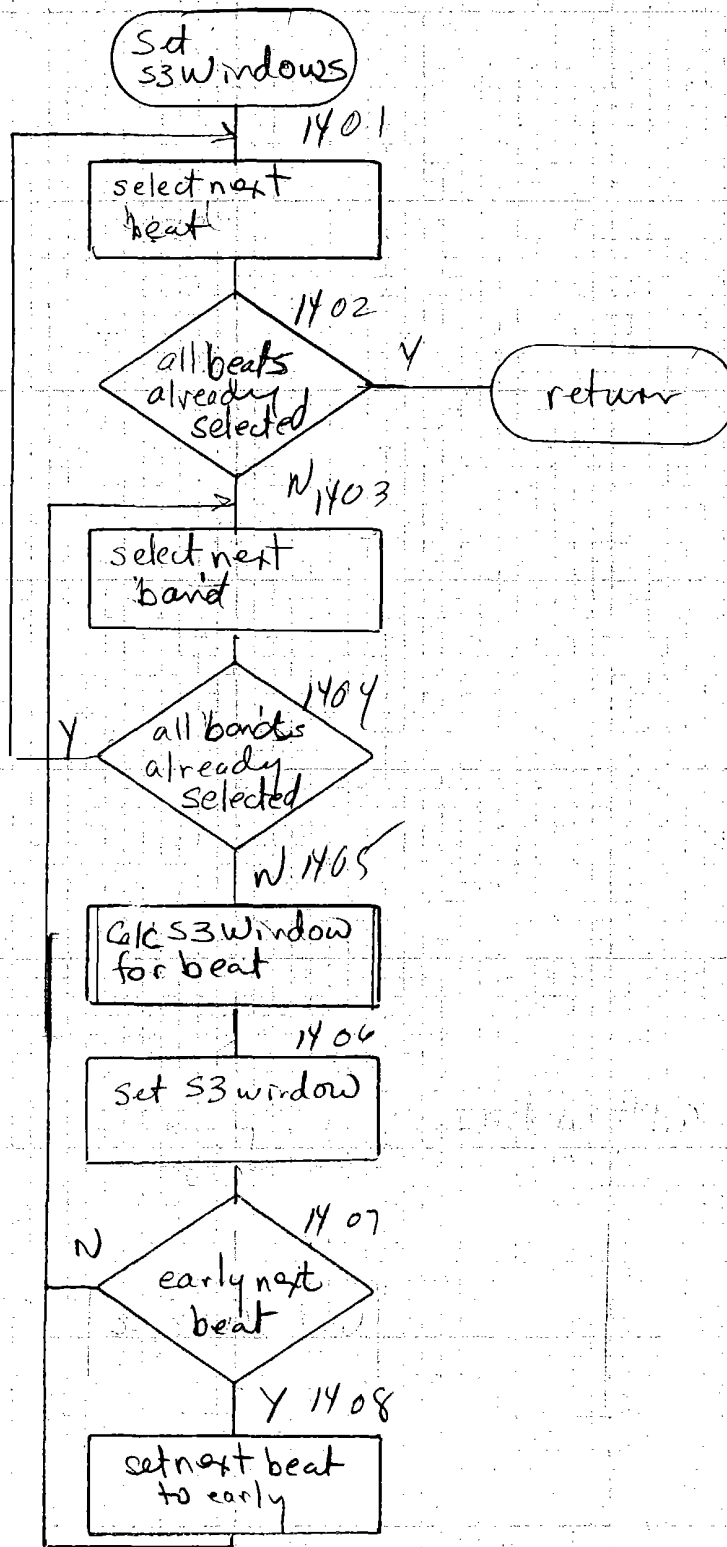 Set
S3Windows
1401
select next
beat
1402
all beats
already
selected
Y
return
N 1403
select next
band
1404
all bands
already
selected
Y
N 1405
Calc S3 Window
for beat
1406
set S3 window
1407
N
early next
beat
Y 1408
set next beat
to early